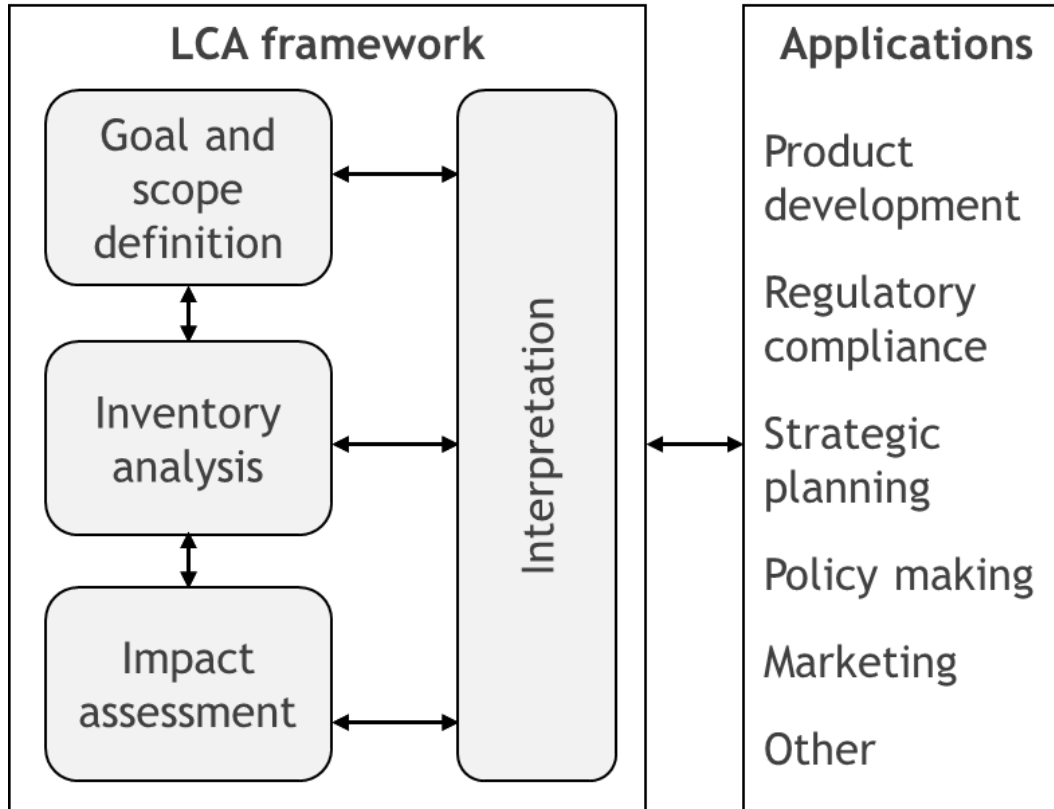 LCA framework
Goal and
scope
definition
Inventory
analysis
Impact
assessment
Interpretation
Applications
Product
development
Regulatory
compliance
Strategic
planning
Policy making
Marketing
Other